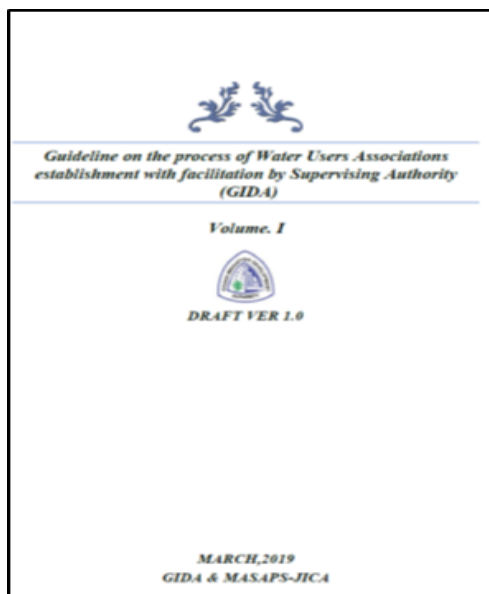 Guideline on the process of Water Users Associations
establishment with facilitation by Supervising Authority
(GIDA)
Volume. I
DRAFT VER 1.0
MARCH,2019
GIDA & MASAPS-JICA